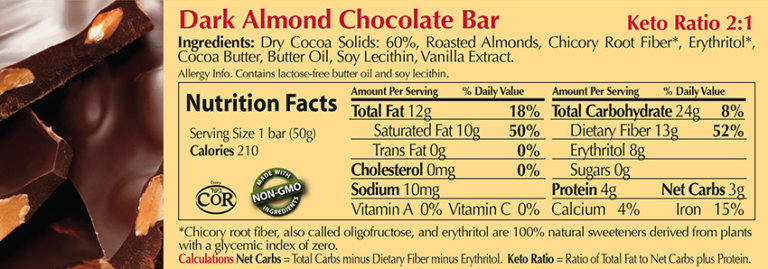 Dark Almond Chocolate Bar
Keto Ratio 2:1
Ingredients: Dry Cocoa Solids: 60%, Roasted Almonds, Chicory Root Fiber*, Erythritol*,
Cocoa Butter, Butter Oil, Soy Lecithin, Vanilla Extract.
Allergy Info. Contains lactose-free butter oil and soy lecithin.
Nutrition Facts
Serving Size 1 bar (50g)
Calories 210
Dairy
כשר
COR
MADE WITH
NON-GMO
INGREDIENTS
Amount Per Serving % Daily Value
Total Fat 12g 18%
Saturated Fat 10g 50%
Trans Fat 0g 0%
Cholesterol 0mg 0%
Sodium 10mg
Vitamin A 0% Vitamin C 0%
Amount Per Serving % Daily Value
Total Carbohydrate 24g 8%
Dietary Fiber 13g 52%
Erythritol 8g
Sugars 0g
Protein 4g Net Carbs 3g
Calcium 4% Iron 15%
*Chicory root fiber, also called oligofructose, and erythritol are 100% natural sweeteners derived from plants
with a glycemic index of zero.
Calculations Net Carbs = Total Carbs minus Dietary Fiber minus Erythritol. Keto Ratio = Ratio of Total Fat to Net Carbs plus Protein.